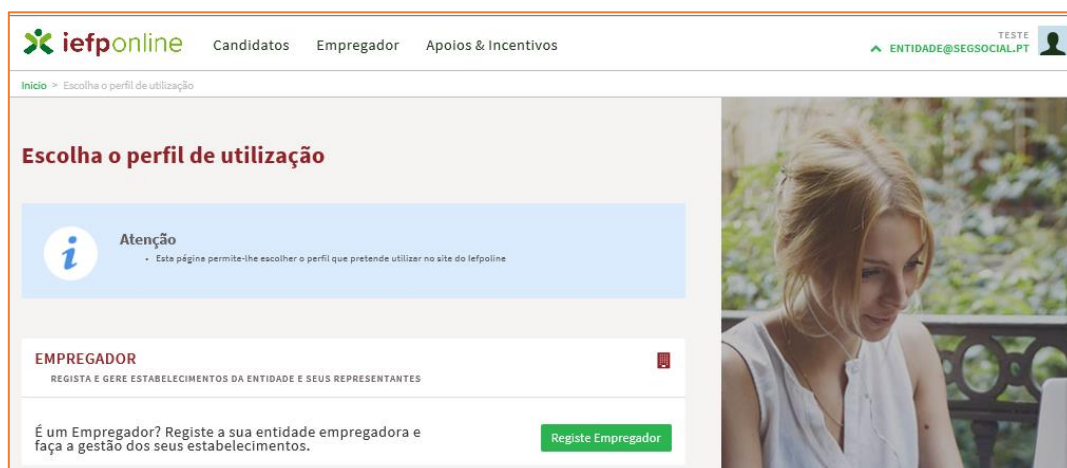 iefponline Candidatos Empregador Apoios & Incentivos
TESTE
ENTIDADE@SEGSOCIAL.PT
Início > Escolha o perfil de utilização
Escolha o perfil de utilização
Atenção
• Esta página permite-lhe escolher o perfil que pretende utilizar no site do Iefpoline
EMPREGADOR
REGISTA E GERE ESTABELECIMENTOS DA ENTIDADE E SEUS REPRESENTANTES
É um Empregador? Registe a sua entidade empregadora e
faça a gestão dos seus estabelecimentos.
Registe Empregador